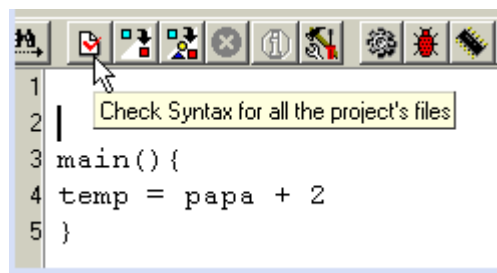 1
Check Syntax for all the project's files
2
3 main(){
4 temp = papa + 2
5 }